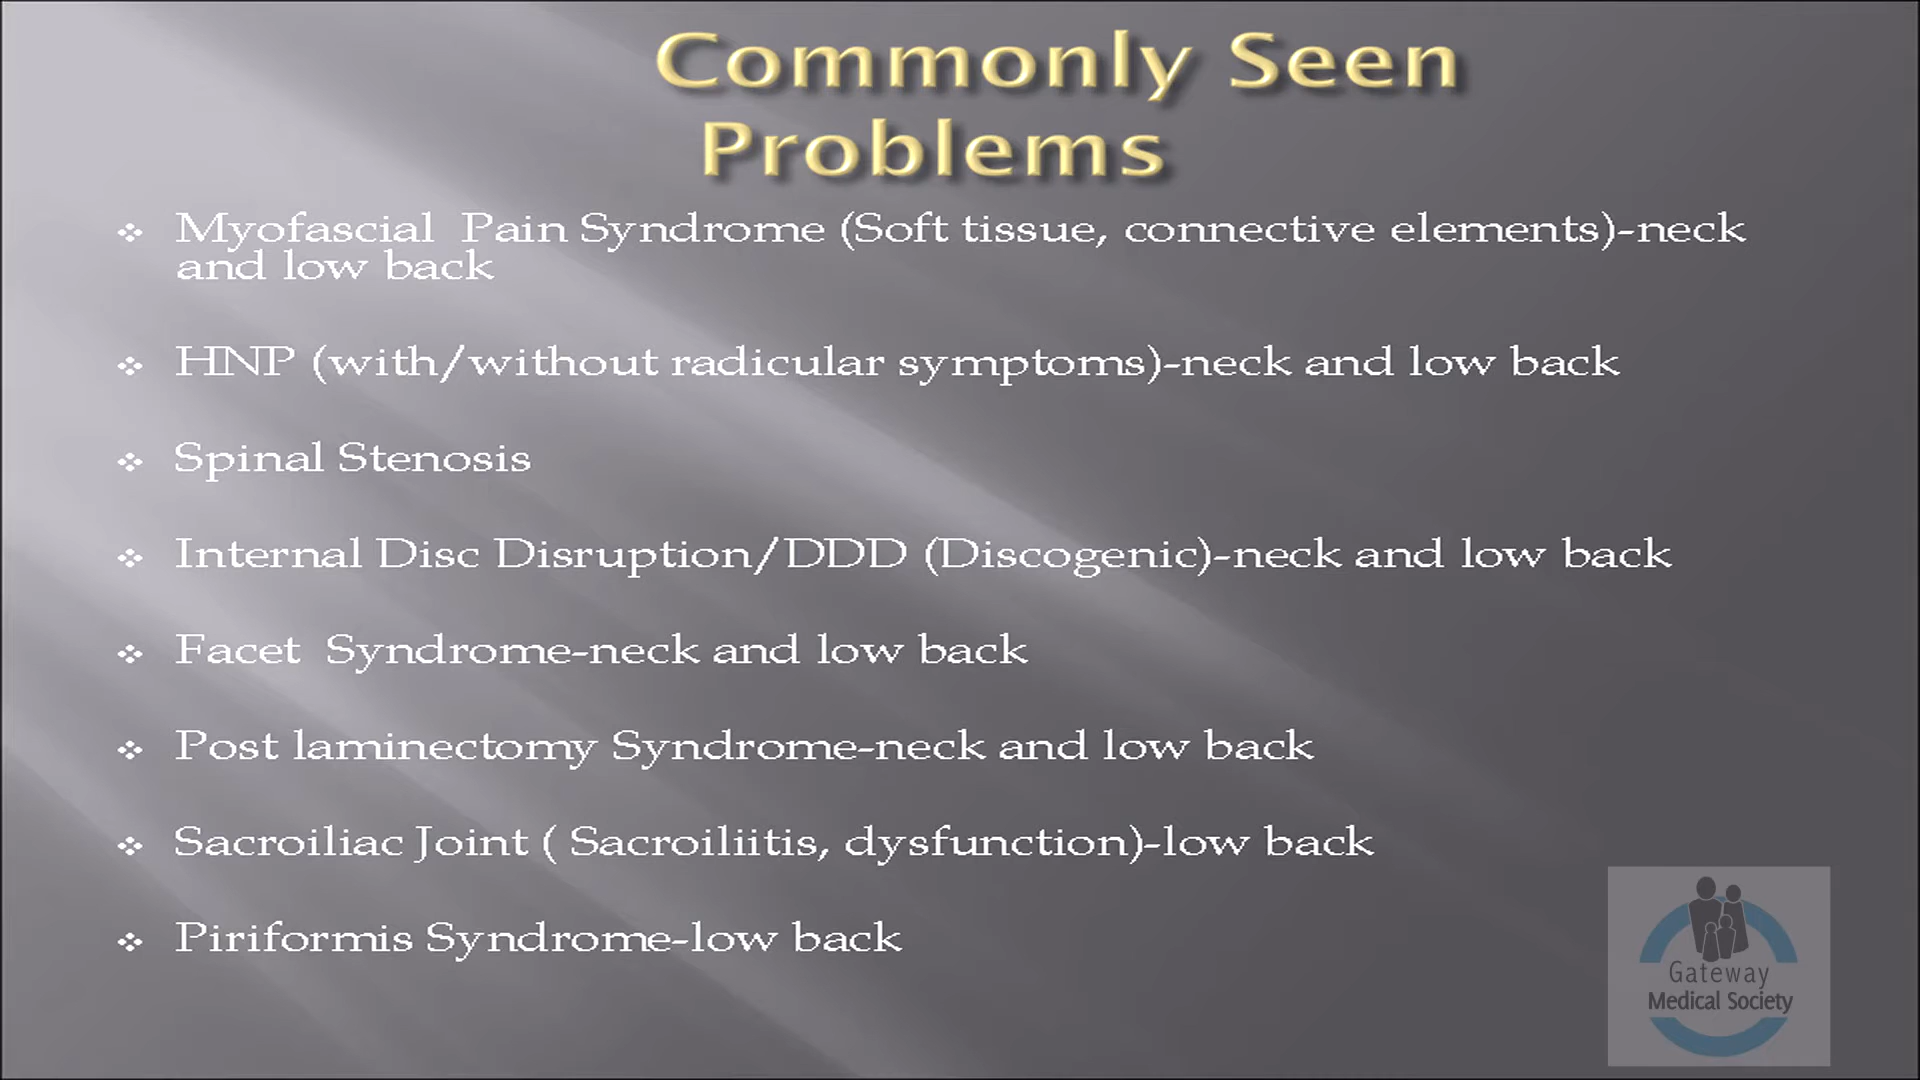 Commonly Seen
Problems
Myofascial Pain Syndrome (Soft tissue, connective elements)-neck
and low back
HNP (with/without radicular symptoms)-neck and low back
Spinal Stenosis
Internal Disc Disruption/DDD (Discogenic)-neck and low back
Facet Syndrome-neck and low back
Post laminectomy Syndrome-neck and low back
Sacroiliac Joint ( Sacroiliitis, dysfunction)-low back
Piriformis Syndrome-low back
Gateway
Medical Society